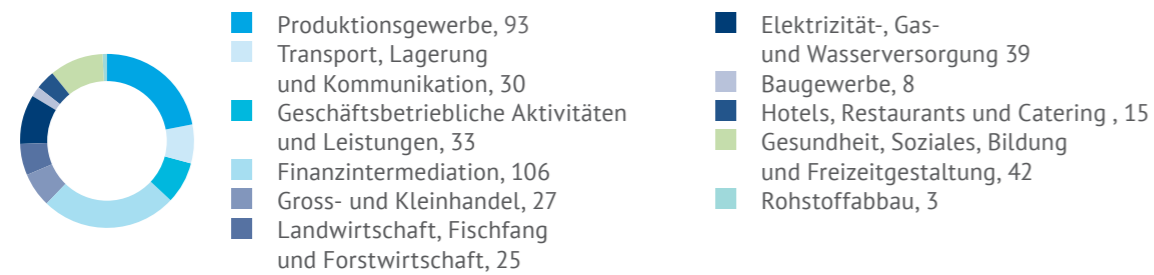 Produktionsgewerbe, 93
Transport, Lagerung
und Kommunikation, 30
Geschäftsbetriebliche Aktivitäten
und Leistungen, 33
Finanzintermediation, 106
Gross- und Kleinhandel, 27
Landwirtschaft, Fischfang
und Forstwirtschaft, 25
Elektrizität-, Gas-
und Wasserversorgung 39
Baugewerbe, 8
Hotels, Restaurants und Catering , 15
Gesundheit, Soziales, Bildung
und Freizeitgestaltung, 42
Rohstoffabbau, 3